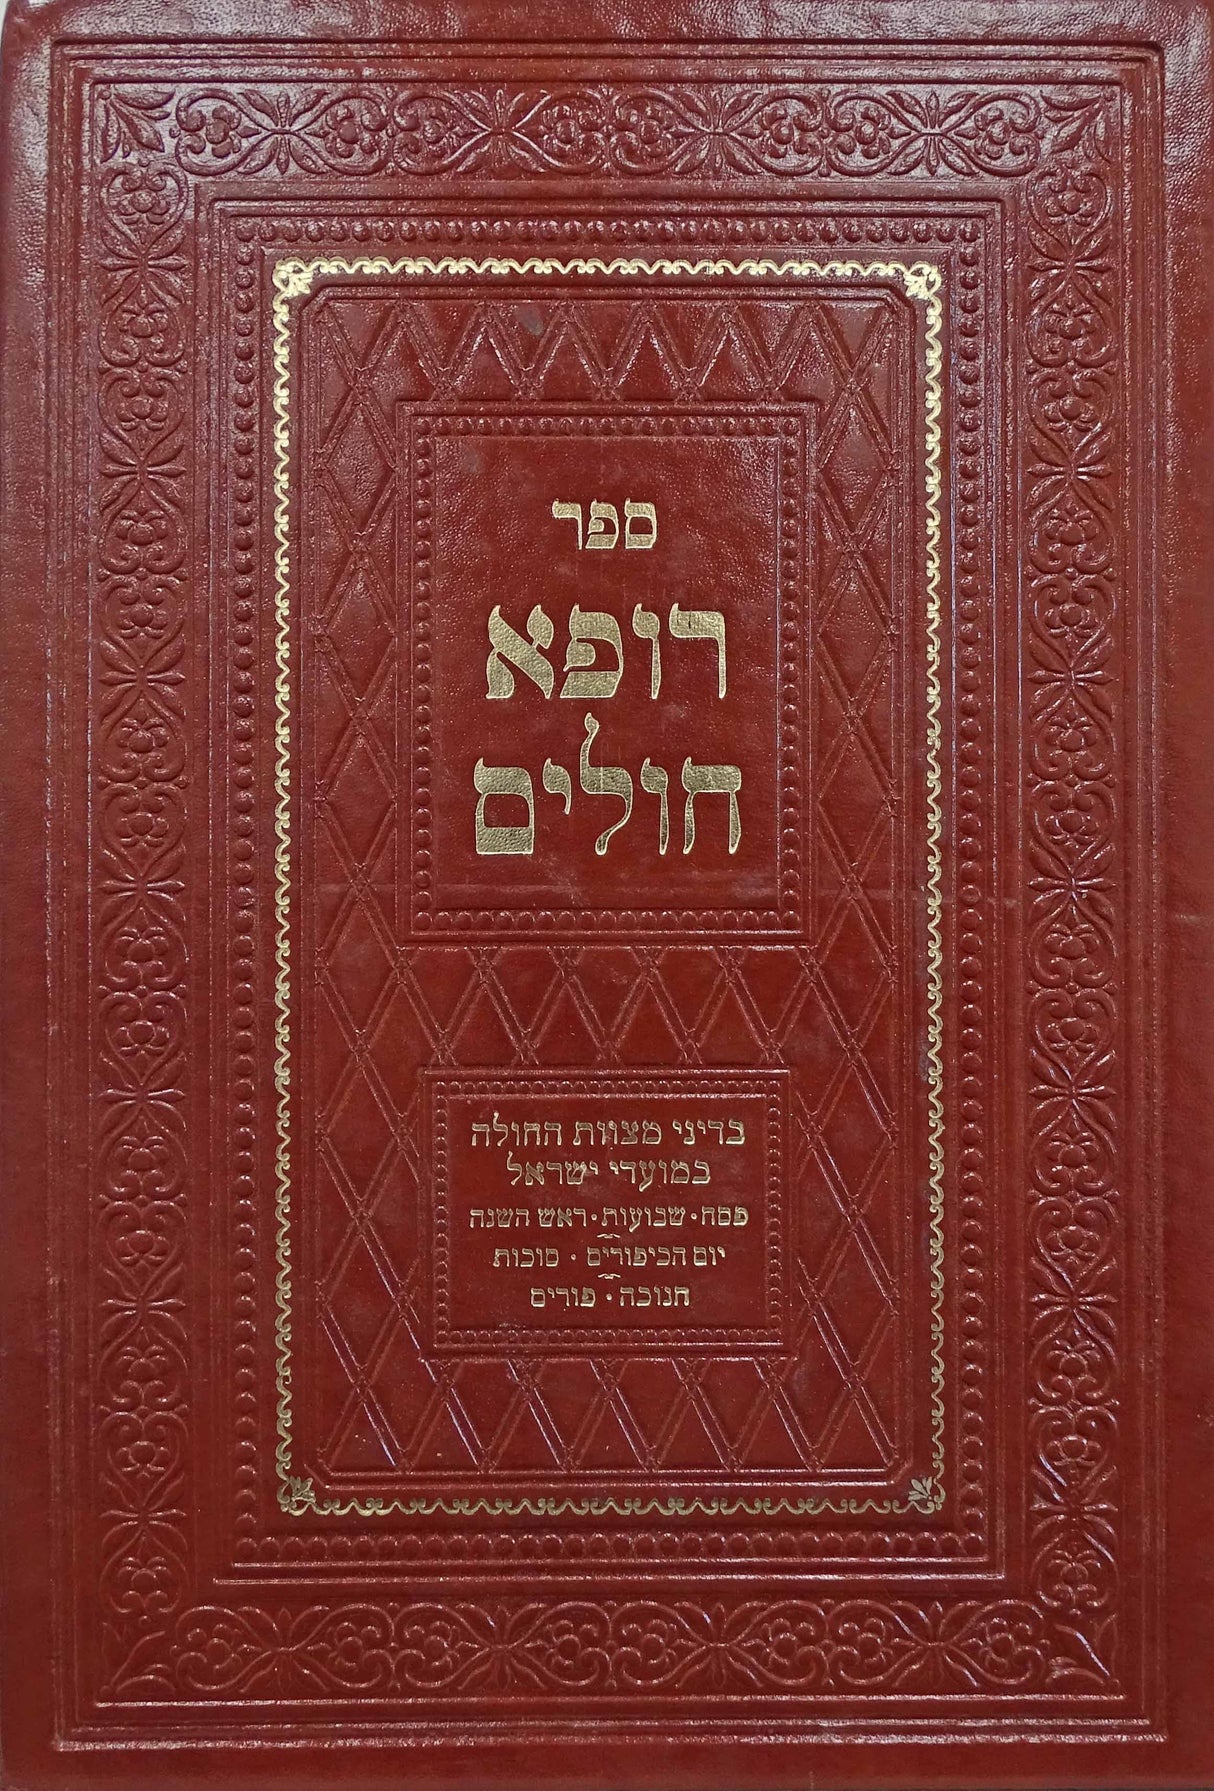 ספר
רופא
חולים
בדיני מצוות החולה
במועדי ישראל
פסח · שבועות · ראש השנה
יום הכיפורים · סוכות
חנוכה · פורים